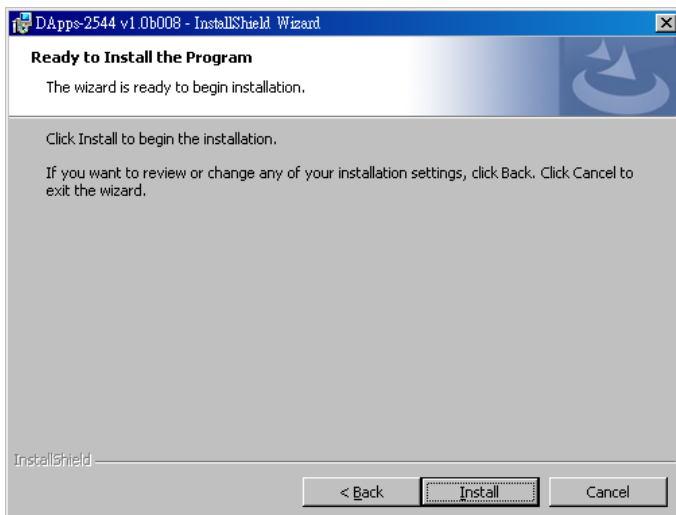 DApps-2544 v1.0b008 - InstallShield Wizard
Ready to Install the Program
The wizard is ready to begin installation.
Click Install to begin the installation.
If you want to review or change any of your installation settings, click Back. Click Cancel to
exit the wizard.
InstallShield
< Back Install Cancel